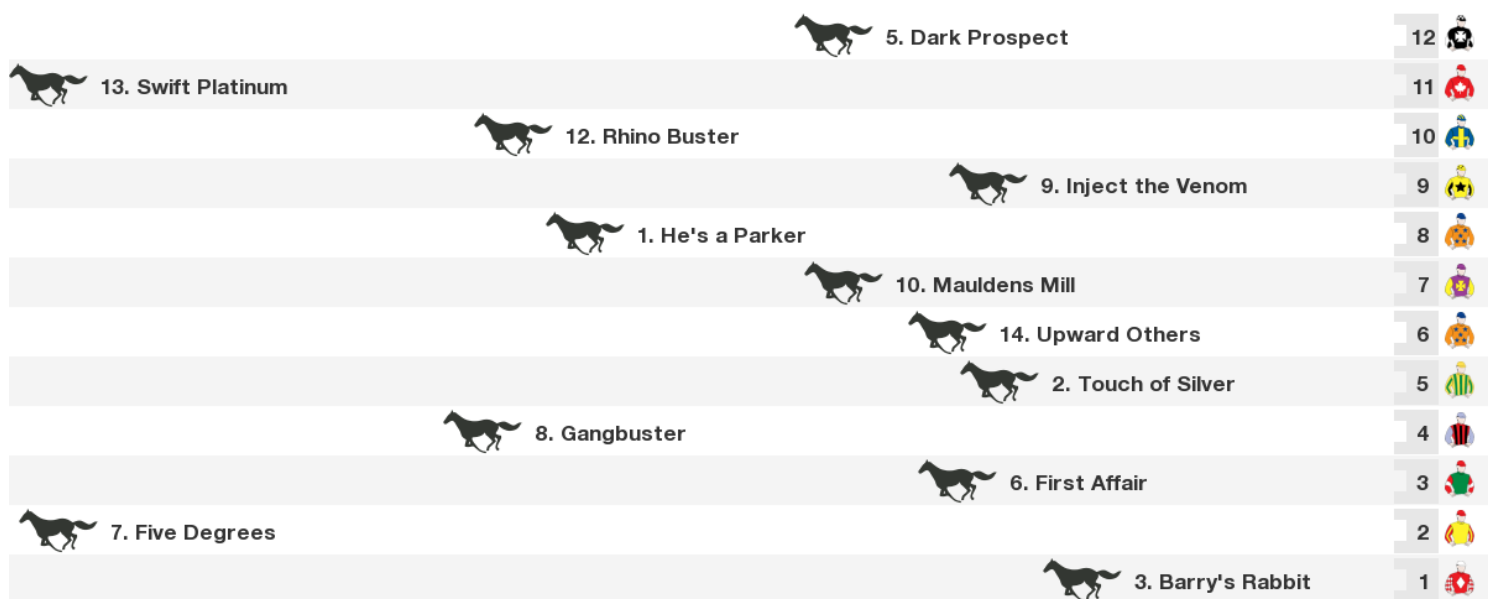 5. Dark Prospect 12
13. Swift Platinum 11
12. Rhino Buster 10
9. Inject the Venom 9
1. He's a Parker 8
10. Mauldens Mill 7
14. Upward Others 6
2. Touch of Silver 5
8. Gangbuster 4
6. First Affair 3
7. Five Degrees 2
3. Barry's Rabbit 1